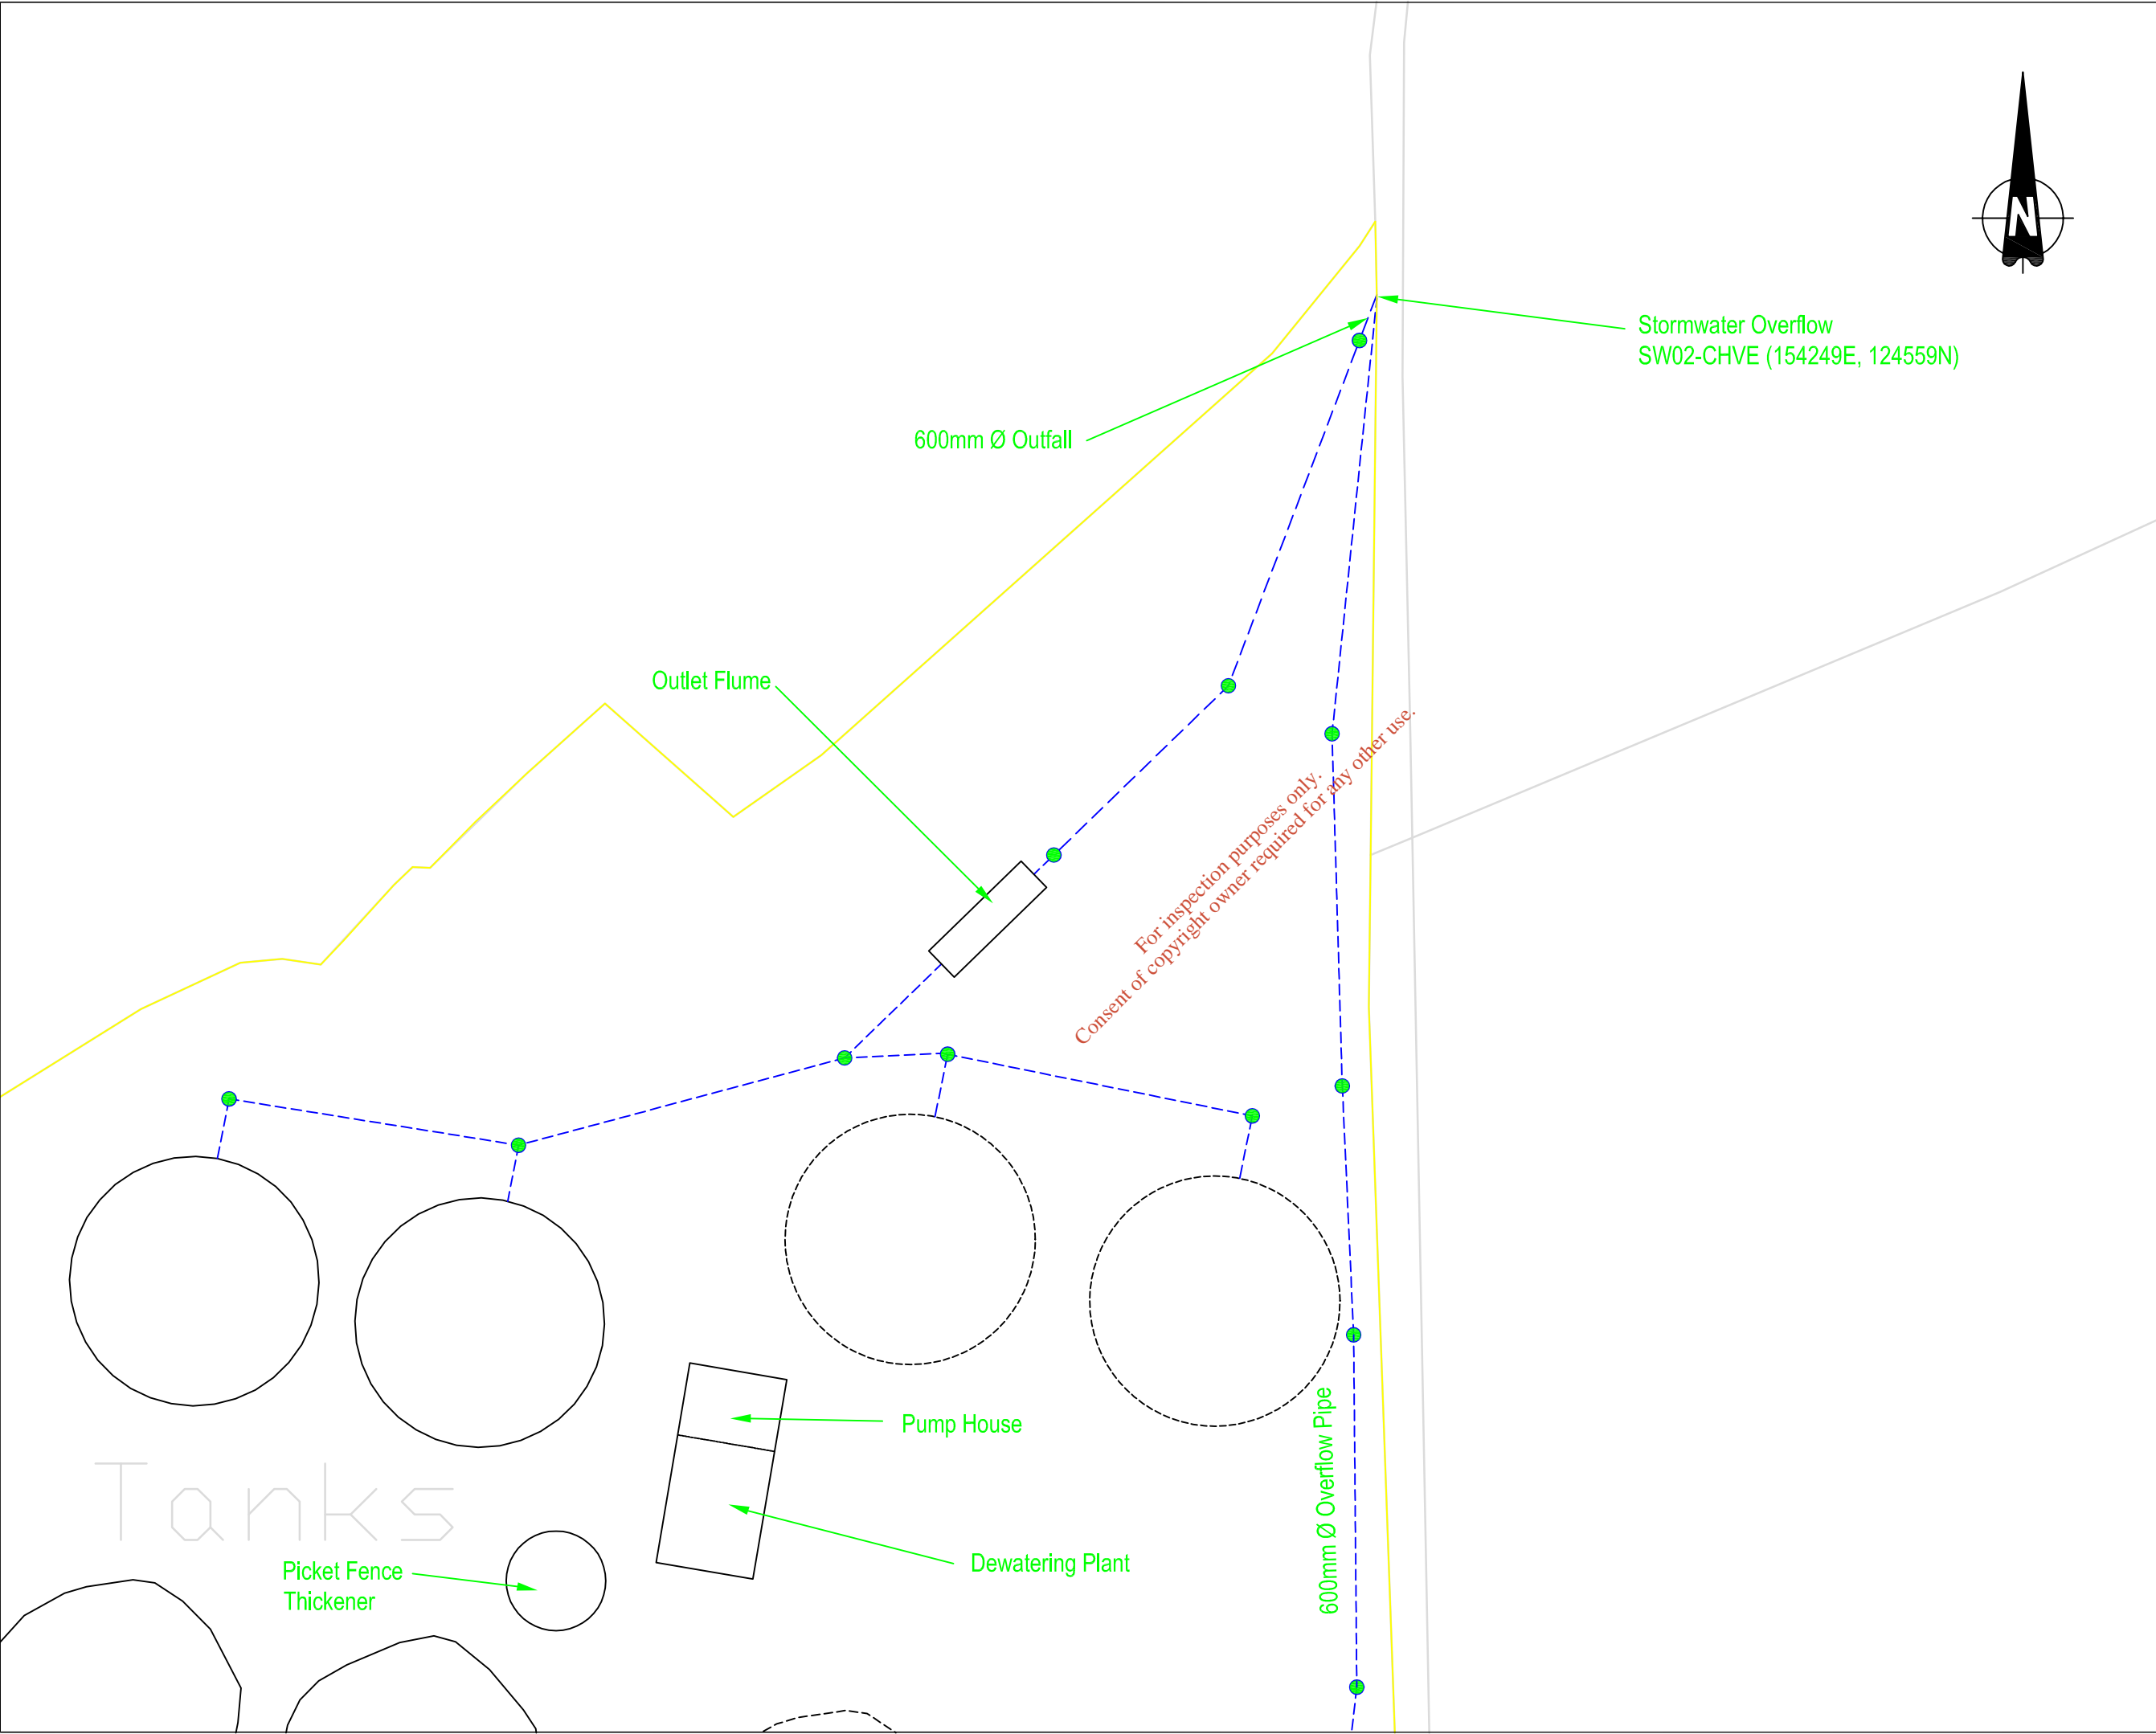 N
Stormwater Overflow
SW02-CHVE (154249E, 124559N)
600mm Ø Outfall
Outlet Flume
For inspection purposes only.
Consent of copyright owner required for any other use.
Pump House
600mm Ø Overflow Pipe
Tanks
Dewatering Plant
Picket Fence
Thickener